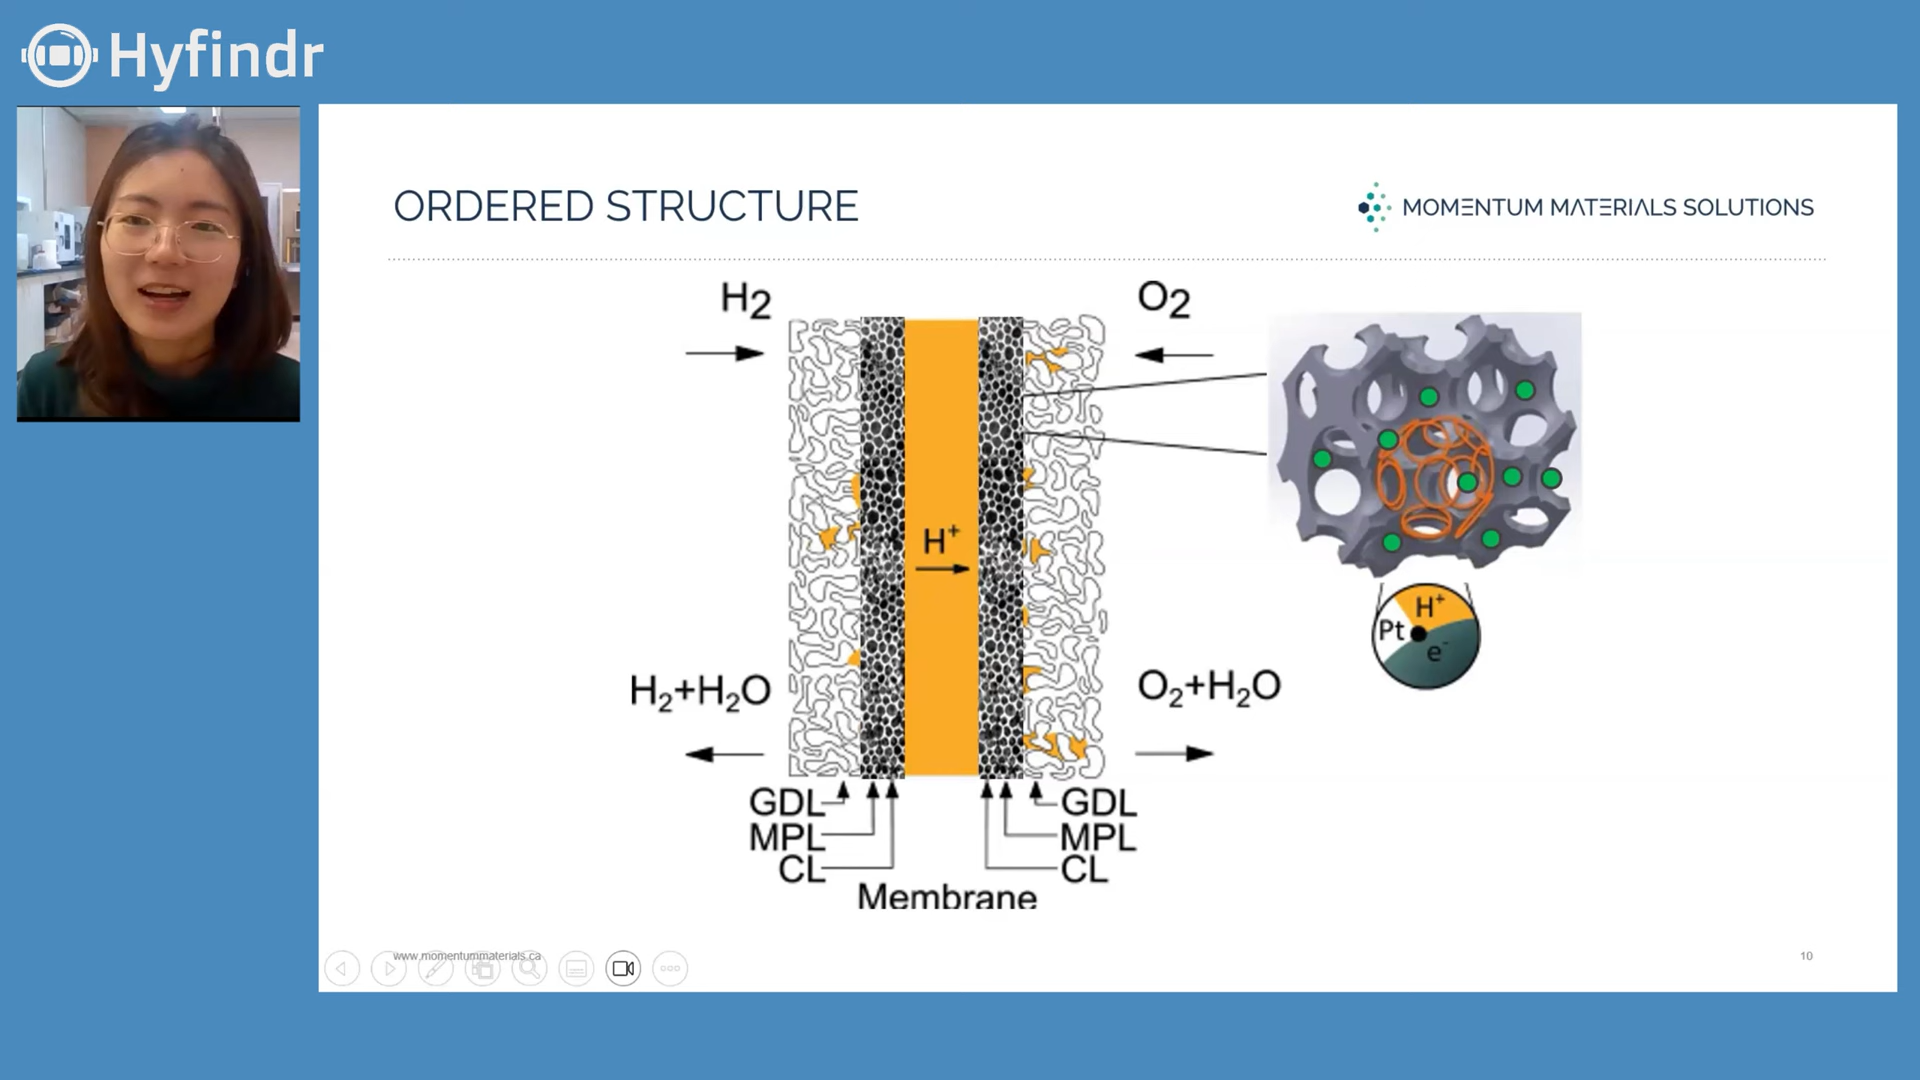 Hyfindr
ORDERED STRUCTURE
MOMENTUM MATERIALS SOLUTIONS
H2
O2
H+
Pt
H+
e-
H2+H2O
O2+H2O
GDL
MPL
CL
GDL
MPL
CL
Membrane
www.momentummaterials.ca
10